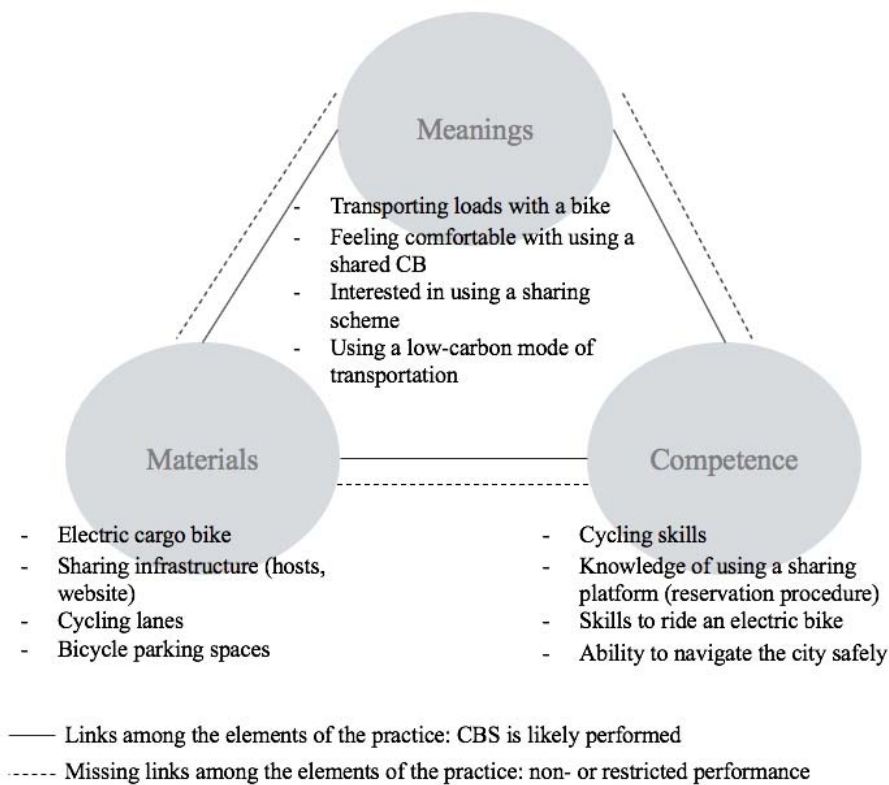 Meanings
- Transporting loads with a bike
- Feeling comfortable with using a
shared CB
- Interested in using a sharing
scheme
- Using a low-carbon mode of
transportation
Materials
Competence
- Electric cargo bike
- Sharing infrastructure (hosts,
website)
- Cycling lanes
- Bicycle parking spaces
- Cycling skills
- Knowledge of using a sharing
platform (reservation procedure)
- Skills to ride an electric bike
- Ability to navigate the city safely
Links among the elements of the practice: CBS is likely performed
Missing links among the elements of the practice: non- or restricted performance